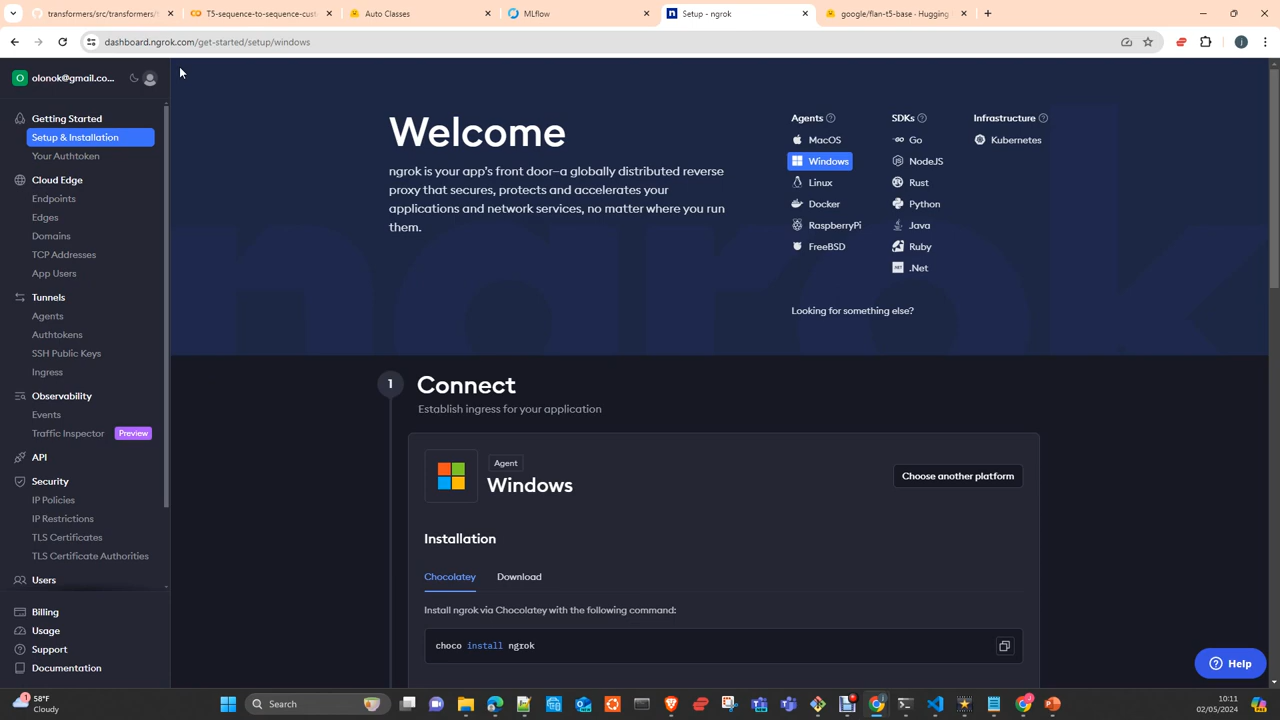 transformers/src/transformers/
T5-sequence-to-sequence-cust
Auto Classes
MLflow
Setup - ngrok
google/flan-t5-base - Hugging
dashboard.ngrok.com/get-started/setup/windows
O
olonok@gmail.co...
Getting Started
Setup & Installation
Your Authtoken
Cloud Edge
Endpoints
Edges
Domains
TCP Addresses
App Users
Tunnels
Agents
Authtokens
SSH Public Keys
Ingress
Observability
Events
Traffic Inspector Preview
API
Security
IP Policies
IP Restrictions
TLS Certificates
TLS Certificate Authorities
Users
Billing
Usage
Support
Documentation
Welcome
ngrok is your app's front door—a globally distributed reverse
proxy that secures, protects and accelerates your
applications and network services, no matter where you run
them.
Agents
MacOS
Windows
Linux
Docker
RaspberryPi
FreeBSD
SDKs
Go
NodeJS
Rust
Python
Java
Ruby
.Net
Infrastructure
Kubernetes
Looking for something else?
1
Connect
Establish ingress for your application
Agent
Windows
Choose another platform
Installation
Chocolatey
Download
Install ngrok via Chocolatey with the following command:
choco install ngrok
Help
58°F
Cloudy
Search
10:11
02/05/2024